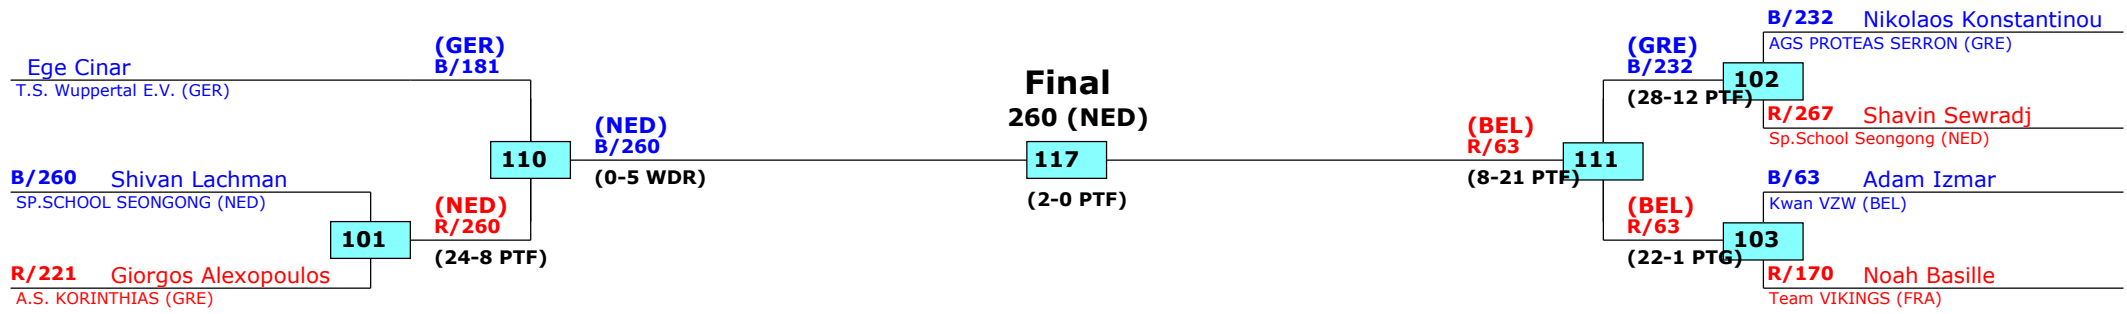 Ege Cinar
T.S. Wuppertal E.V. (GER)
(GER)
B/181
B/260 Shivan Lachman
SP.SCHOOL SEONGONG (NED)
101
R/221 Giorgos Alexopoulos
A.S. KORINTHIAS (GRE)
(NED)
R/260
(24-8 PTF)
110
(NED)
B/260
(0-5 WDR)
Final
260 (NED)
117
(2-0 PTF)
(BEL)
R/63
(8-21 PTF)
111
(GRE)
B/232
(28-12 PTF)
102
B/232 Nikolaos Konstantinou
AGS PROTEAS SERRON (GRE)
R/267 Shavin Sewradj
Sp.School Seongong (NED)
(BEL)
R/63
(22-1 PTG)
103
B/63 Adam Izmar
Kwan VZW (BEL)
R/170 Noah Basille
Team VIKINGS (FRA)